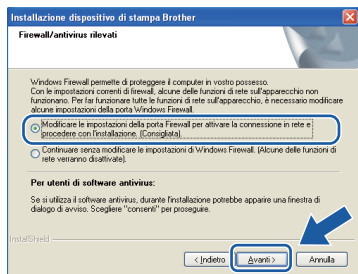 Installazione dispositivo di stampa Brother
Firewall/antivirus rilevati
Windows Firewall permette di proteggere il computer in vostro possesso.
Con le impostazioni correnti di firewall, alcune delle funzioni di rete sull'apparecchio non
funzionano. Per far funzionare tutte le funzioni di rete sull'apparecchio, è necessario modificare
alcune impostazioni della porta Windows Firewall.
Modificare le impostazioni della porta Firewall per attivare la connessione in rete e
procedere con l'installazione. (Consigliata)
Continuare senza modificare le impostazioni di Windows Firewall. (Alcune delle funzioni di
rete verranno disattivate).
Per utenti di software antivirus:
Se si utilizza il software antivirus, durante l'installazione potrebbe apparire una finestra di
dialogo di avviso. Scegliere "consenti" per proseguire.
InstallShield
< Indietro
Avanti >
Annulla